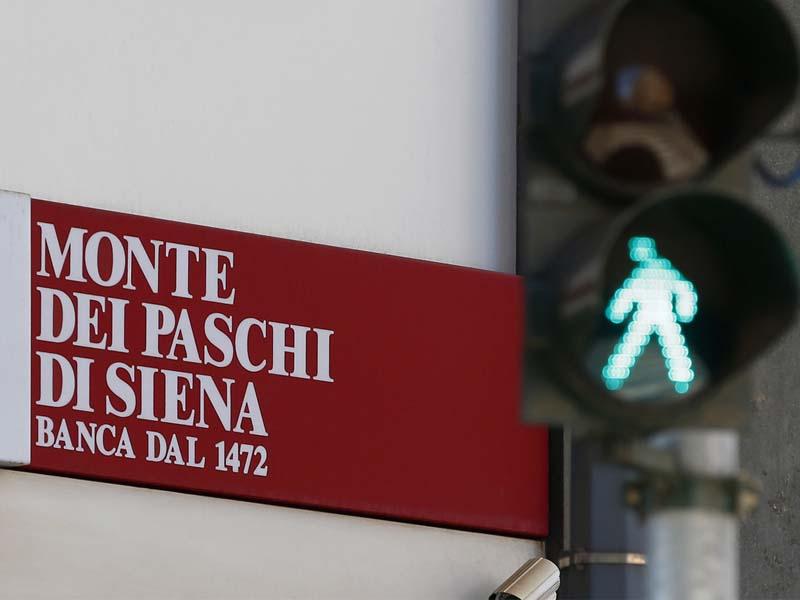 MONTE
DEI PASCHI
DI SIENA
BANCA DAL 1472